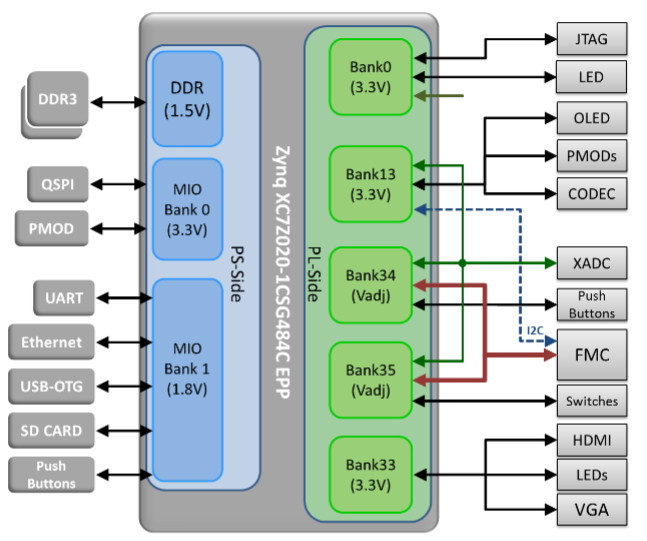 DDR3
QSPI
PMOD
UART
Ethernet
USB-OTG
SD CARD
Push
Buttons
DDR
(1.5V)
MIO
Bank 0
(3.3V)
MIO
Bank 1
(1.8V)
PS-Side
Zynq XC7Z020-1CSG484C EPP
PL-Side
Bank0
(3.3V)
Bank13
(3.3V)
Bank34
(Vadj)
Bank35
(Vadj)
Bank33
(3.3V)
I2C
JTAG
LED
OLED
PMODs
CODEC
XADC
Push
Buttons
FMC
Switches
HDMI
LEDs
VGA